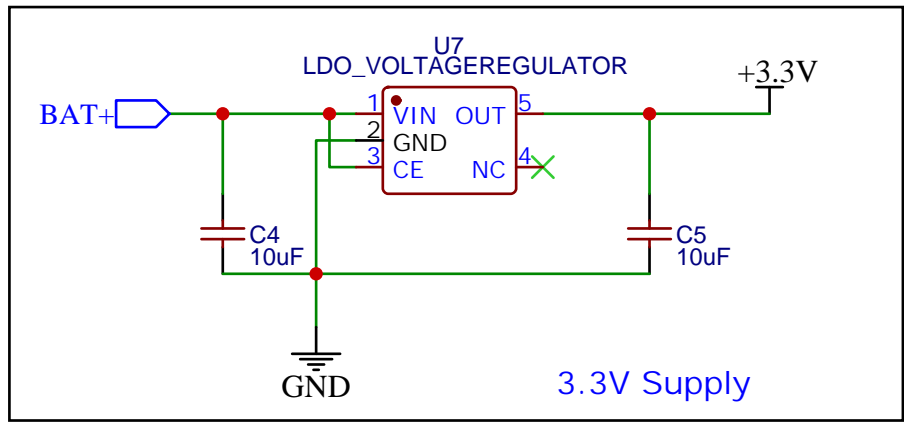 U7
LDO_VOLTAGEREGULATOR
+3.3V
BAT+
1
VIN
OUT
5
2
GND
3
CE
NC
4
C4
10uF
C5
10uF
GND
3.3V Supply